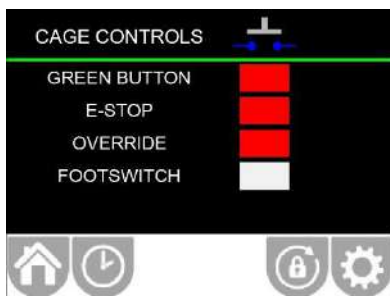 CAGE CONTROLS
GREEN BUTTON
E-STOP
OVERRIDE
FOOTSWITCH